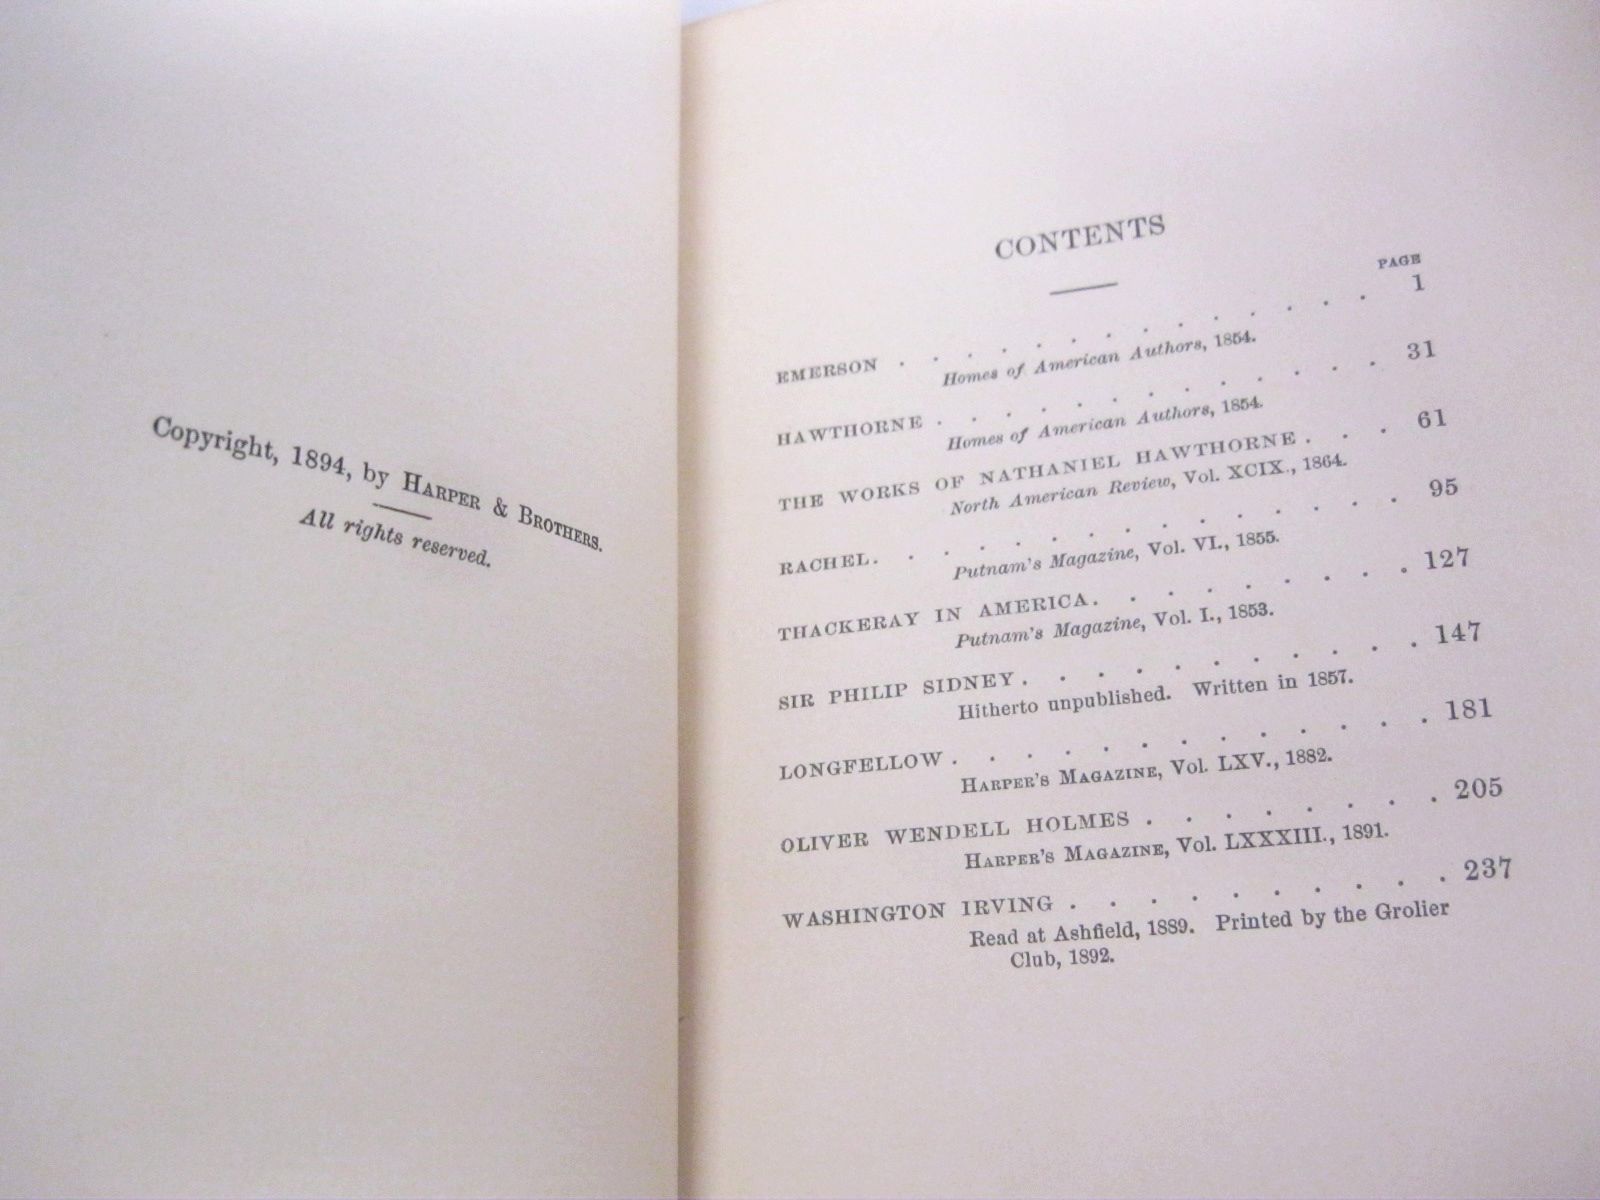 Copyright, 1894, by HARPER & BROTHERS.
All rights reserved.
CONTENTS
PAGE
EMERSON . . . . . . . . . . . . . . 1
Homes of American Authors, 1854.
HAWTHORNE . . . . . . . . . . . . . 31
Homes of American Authors, 1854.
THE WORKS OF NATHANIEL HAWTHORNE . . . 61
North American Review, Vol. XCIX., 1864.
RACHEL . . . . . . . . . . . . . . . 95
Putnam's Magazine, Vol. VI., 1855.
THACKERAY IN AMERICA . . . . . . . . . 127
Putnam's Magazine, Vol. I., 1853.
SIR PHILIP SIDNEY . . . . . . . . . . . 147
Hitherto unpublished. Written in 1857.
LONGFELLOW . . . . . . . . . . . . . 181
HARPER'S MAGAZINE, Vol. LXV., 1882.
OLIVER WENDELL HOLMES . . . . . . . . 205
HARPER'S MAGAZINE, Vol. LXXXIII., 1891.
WASHINGTON IRVING . . . . . . . . . . 237
Read at Ashfield, 1889. Printed by the Grolier
Club, 1892.